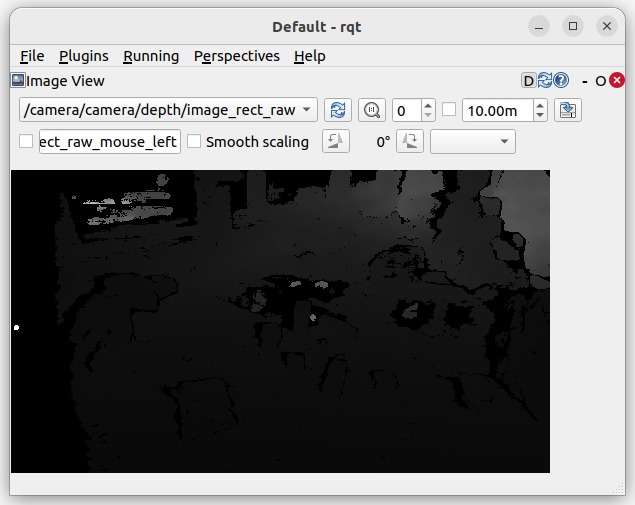 Default - rqt
File Plugins Running Perspectives Help
Image View D - O
/camera/camera/depth/image_rect_raw 0 10.00m
ect_raw_mouse_left Smooth scaling 0°